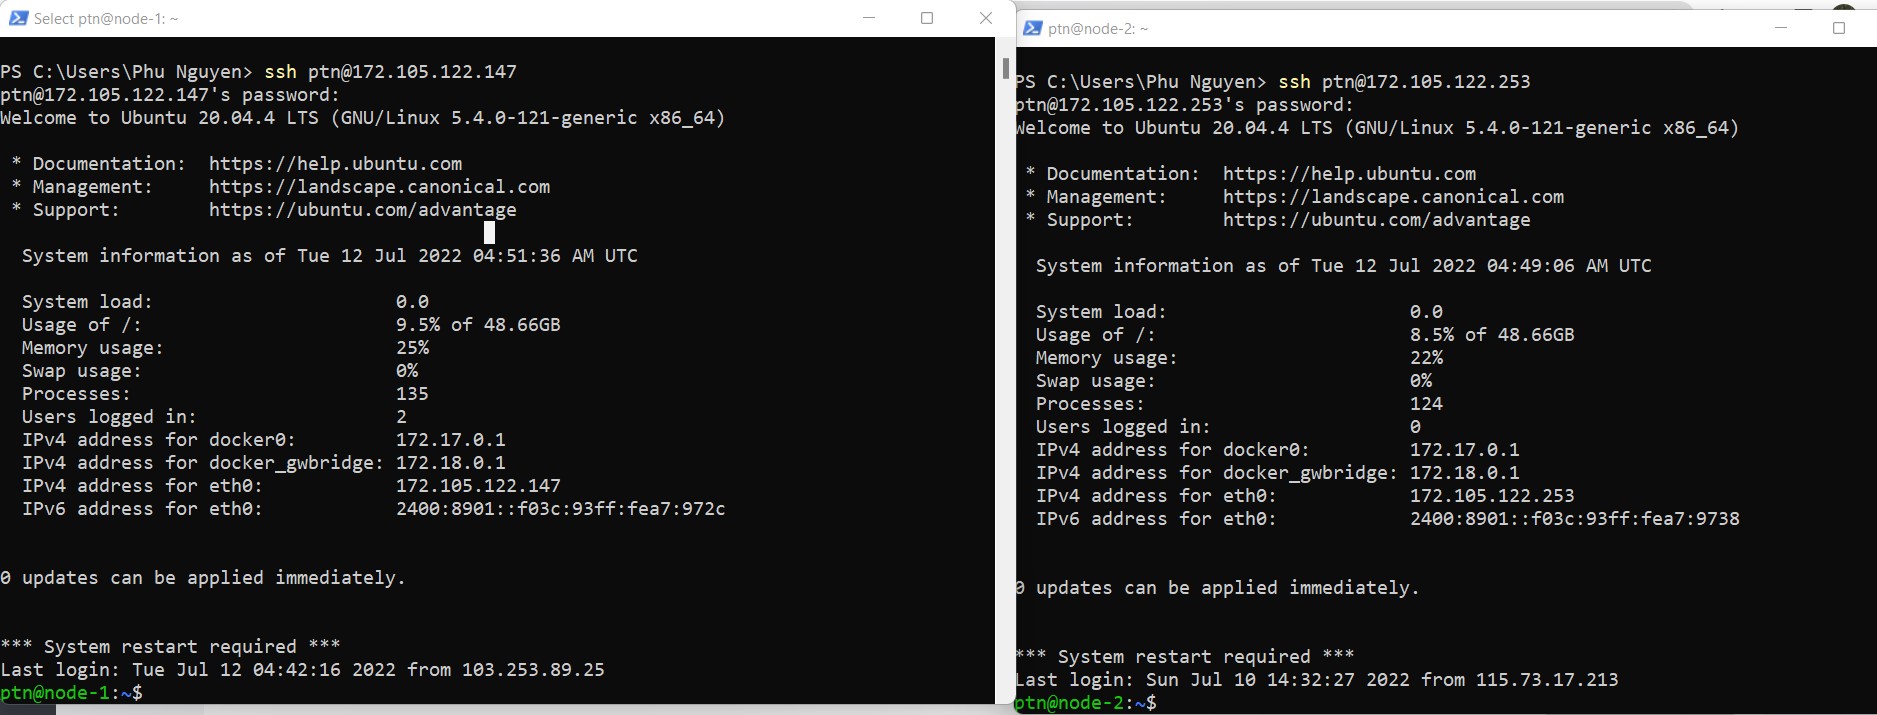 Select ptn@node-1: ~
PS C:\Users\Phu Nguyen> ssh ptn@172.105.122.147
ptn@172.105.122.147's password:
Welcome to Ubuntu 20.04.4 LTS (GNU/Linux 5.4.0-121-generic x86_64)
* Documentation:  https://help.ubuntu.com
* Management:     https://landscape.canonical.com
* Support:        https://ubuntu.com/advantage
System information as of Tue 12 Jul 2022 04:51:36 AM UTC
System load:                      0.0
Usage of /:                       9.5% of 48.66GB
Memory usage:                     25%
Swap usage:                       0%
Processes:                        135
Users logged in:                  2
IPv4 address for docker0:         172.17.0.1
IPv4 address for docker_gwbridge: 172.18.0.1
IPv4 address for eth0:            172.105.122.147
IPv6 address for eth0:            2400:8901::f03c:93ff:fea7:972c
0 updates can be applied immediately.
*** System restart required ***
Last login: Tue Jul 12 04:42:16 2022 from 103.253.89.25
ptn@node-1:~$
ptn@node-2: ~
PS C:\Users\Phu Nguyen> ssh ptn@172.105.122.253
ptn@172.105.122.253's password:
Welcome to Ubuntu 20.04.4 LTS (GNU/Linux 5.4.0-121-generic x86_64)
* Documentation:  https://help.ubuntu.com
* Management:     https://landscape.canonical.com
* Support:        https://ubuntu.com/advantage
System information as of Tue 12 Jul 2022 04:49:06 AM UTC
System load:                      0.0
Usage of /:                       8.5% of 48.66GB
Memory usage:                     22%
Swap usage:                       0%
Processes:                        124
Users logged in:                  0
IPv4 address for docker0:         172.17.0.1
IPv4 address for docker_gwbridge: 172.18.0.1
IPv4 address for eth0:            172.105.122.253
IPv6 address for eth0:            2400:8901::f03c:93ff:fea7:9738
0 updates can be applied immediately.
*** System restart required ***
Last login: Sun Jul 10 14:32:27 2022 from 115.73.17.213
ptn@node-2:~$